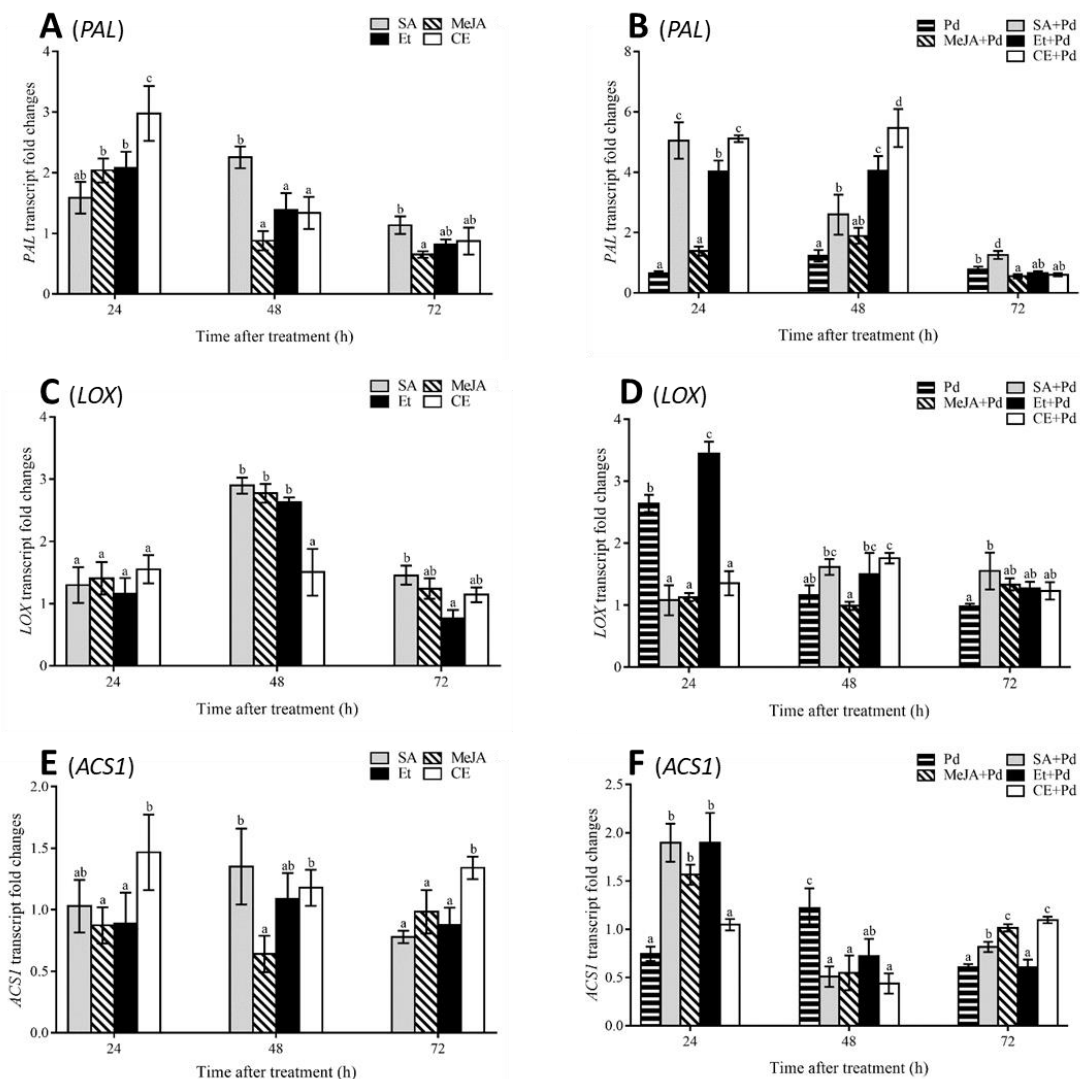 A (PAL)
SA MeJA
Et CE
PAL transcript fold changes
4
3
2
1
0
ab b b c
b a a a
b a ab ab
24 48 72
Time after treatment (h)
B (PAL)
Pd SA+Pd
MeJA+Pd Et+Pd
CE+Pd
PAL transcript fold changes
8
6
4
2
0
a c a b c
a b ab c d
b d a ab ab
24 48 72
Time after treatment (h)
C (LOX)
SA MeJA
Et CE
LOX transcript fold changes
4
3
2
1
0
a a a a
b b b a
b ab a ab
24 48 72
Time after treatment (h)
D (LOX)
Pd SA+Pd
MeJA+Pd Et+Pd
CE+Pd
LOX transcript fold changes
4
3
2
1
0
b a a c a
ab bc a bc c
a b ab ab ab
24 48 72
Time after treatment (h)
E (ACS1)
SA MeJA
Et CE
ACS1 transcript fold changes
2.0
1.5
1.0
0.5
0.0
ab a a b
b a ab b
a a a b
24 48 72
Time after treatment (h)
F (ACS1)
Pd SA+Pd
MeJA+Pd Et+Pd
CE+Pd
ACS1 transcript fold changes
2.5
2.0
1.5
1.0
0.5
0.0
a b b b a
c a a ab a
a b c a c
24 48 72
Time after treatment (h)